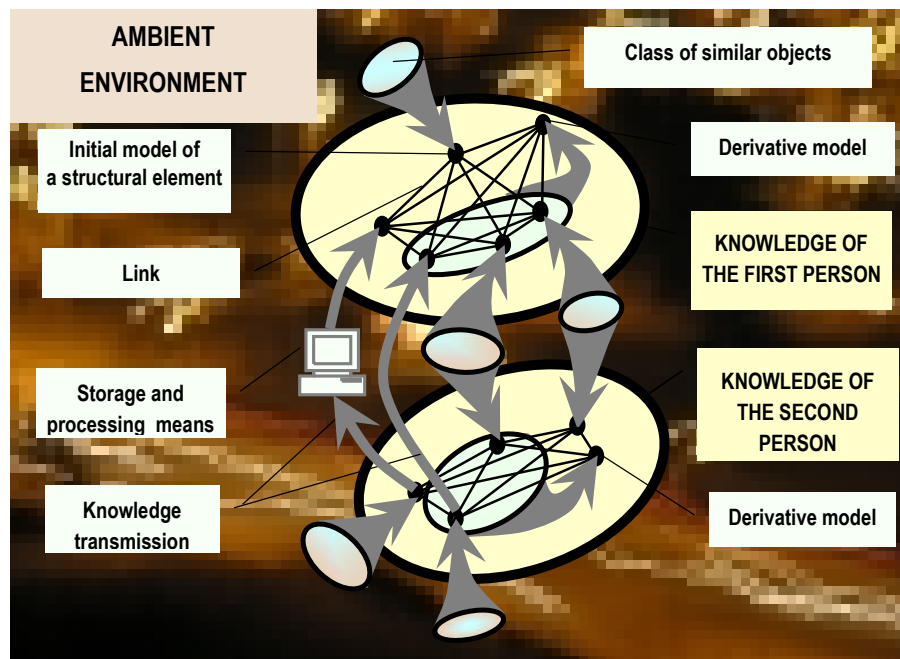 AMBIENT
ENVIRONMENT
Class of similar objects
Initial model of
a structural element
Derivative model
Link
KNOWLEDGE OF
THE FIRST PERSON
Storage and
processing means
KNOWLEDGE OF
THE SECOND
PERSON
Knowledge
transmission
Derivative model